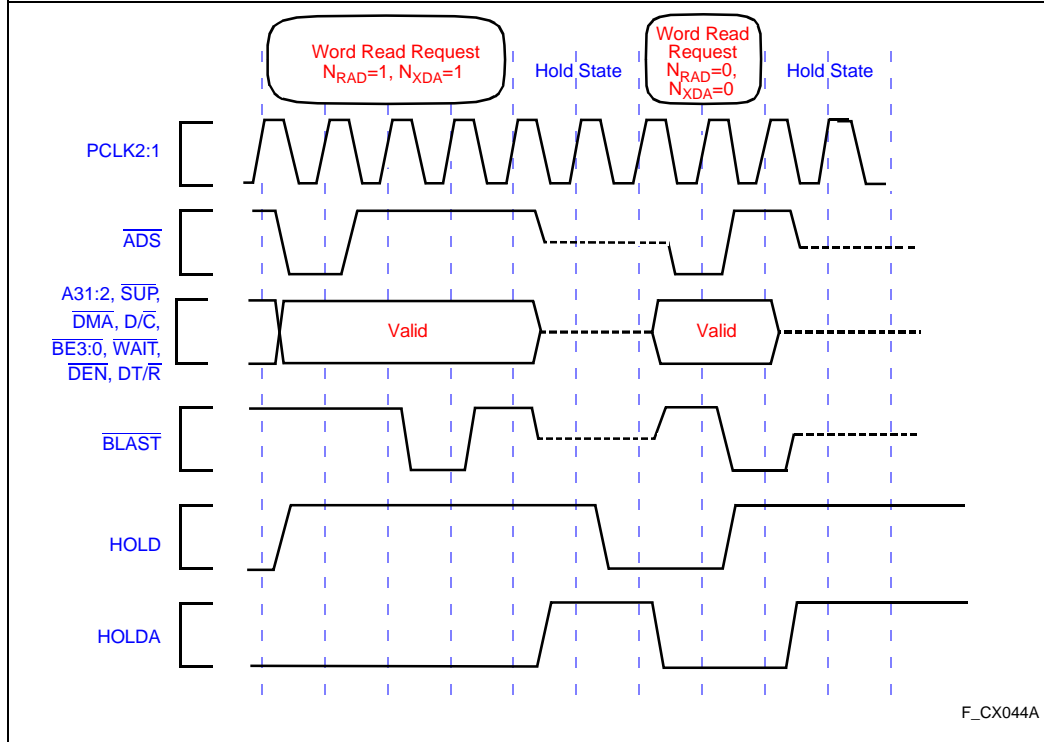 Word Read Request
NRAD=1, NXDA=1
Hold State
Word Read
Request
NRAD=0,
NXDA=0
Hold State
PCLK2:1
ADS
A31:2, SUP,
DMA, D/C,
BE3:0, WAIT,
DEN, DT/R
Valid
Valid
BLAST
HOLD
HOLDA
F_CX044A